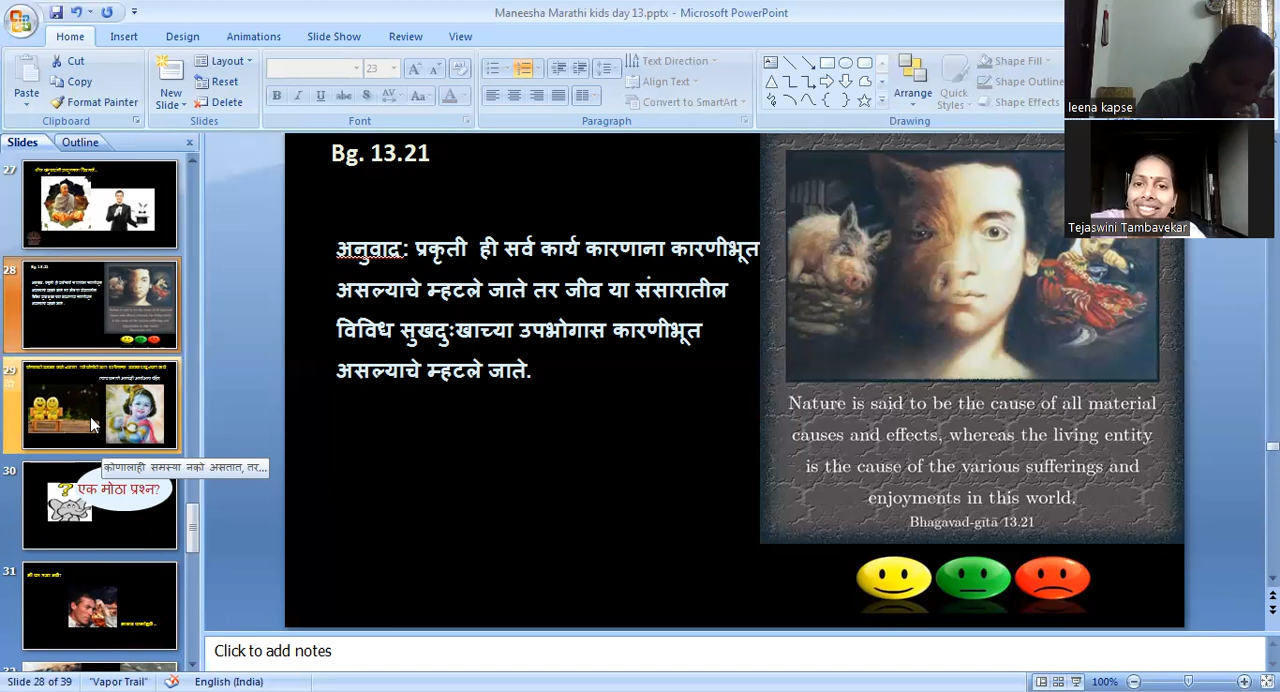 Maneesha Marathi kids day 13.pptx - Microsoft PowerPoint
Home Insert Design Animations Slide Show Review View
Paste
Cut
Copy
Format Painter
Clipboard
New Slide
Layout
Reset
Delete
Slides
23
B I U abc S AV Aa A
Font
Text Direction
Align Text
Convert to SmartArt
Paragraph
Arrange
Quick Styles
Shape Fill
Shape Outline
Shape Effects
Drawing
leena kapse
Tejaswini Tambavekar
Slides Outline
27
28
29
30
31
32
कोणालाही समस्या नको असतात, तर...
एक मोठा प्रश्न?
Bg. 13.21
अनुवाद: प्रकृती ही सर्व कार्य कारणाना कारणीभूत
असल्याचे म्हटले जाते तर जीव या संसारातील
विविध सुखदुःखाच्या उपभोगास कारणीभूत
असल्याचे म्हटले जाते.
Nature is said to be the cause of all material
causes and effects, whereas the living entity
is the cause of the various sufferings and
enjoyments in this world.
Bhagavad-gītā 13.21
Click to add notes
Slide 28 of 39 "Vapor Trail" English (India) 100%